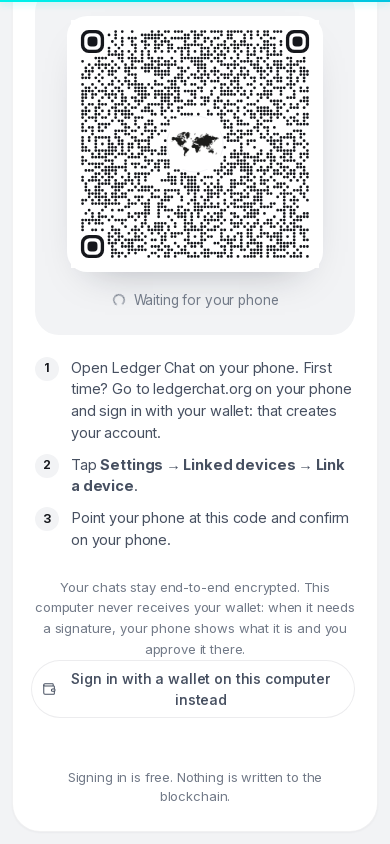 Waiting for your phone
1
Open Ledger Chat on your phone. First
time? Go to ledgerchat.org on your phone
and sign in with your wallet: that creates
your account.
2
Tap Settings → Linked devices → Link
a device.
3
Point your phone at this code and confirm
on your phone.
Your chats stay end-to-end encrypted. This
computer never receives your wallet: when it needs
a signature, your phone shows what it is and you
approve it there.
Sign in with a wallet on this computer
instead
Signing in is free. Nothing is written to the
blockchain.